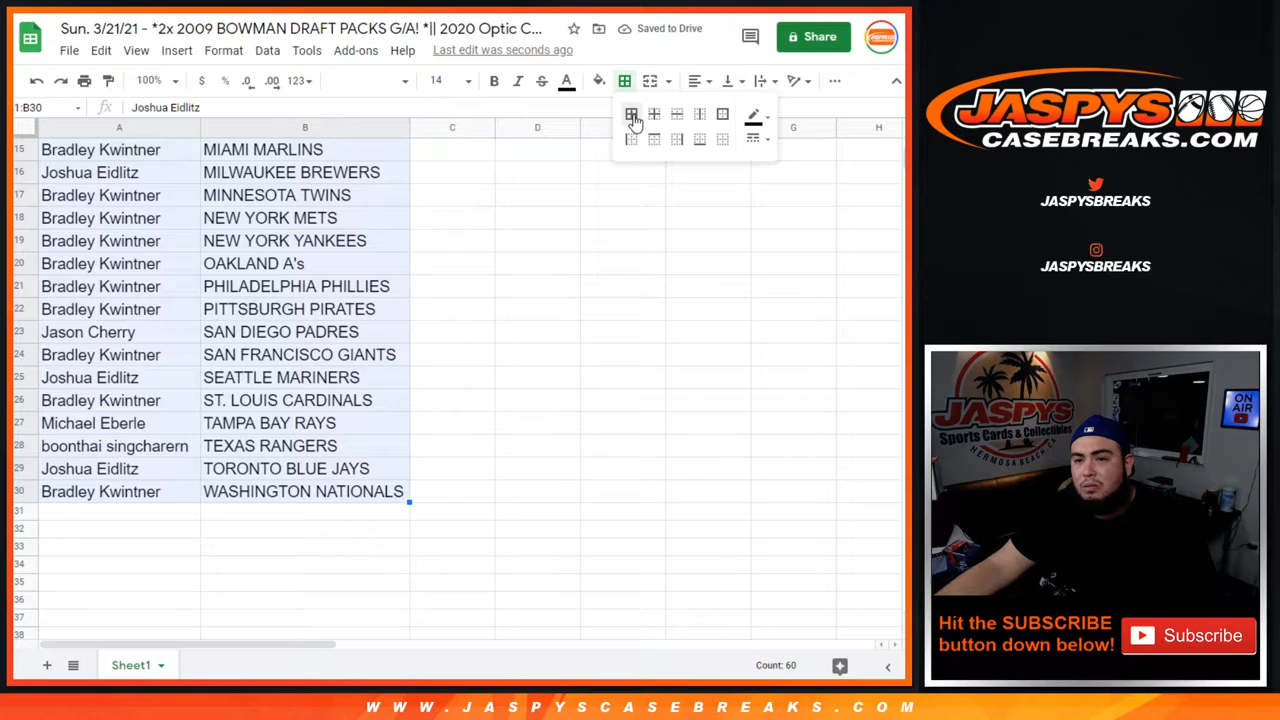 Sun. 3/21/21 - *2x 2009 BOWMAN DRAFT PACKS G/A! *|| 2020 Optic C...
Saved to Drive
Share
File Edit View Insert Format Data Tools Add-ons Help Last edit was seconds ago
100% $ % .0 .00 123 14 B I S A
1:B30 fx Joshua Eidlitz
A B C D G H
15 Bradley Kwintner MIAMI MARLINS
16 Joshua Eidlitz MILWAUKEE BREWERS
17 Bradley Kwintner MINNESOTA TWINS
18 Bradley Kwintner NEW YORK METS
19 Bradley Kwintner NEW YORK YANKEES
20 Bradley Kwintner OAKLAND A's
21 Bradley Kwintner PHILADELPHIA PHILLIES
22 Bradley Kwintner PITTSBURGH PIRATES
23 Jason Cherry SAN DIEGO PADRES
24 Bradley Kwintner SAN FRANCISCO GIANTS
25 Joshua Eidlitz SEATTLE MARINERS
26 Bradley Kwintner ST. LOUIS CARDINALS
27 Michael Eberle TAMPA BAY RAYS
28 boonthai singcharern TEXAS RANGERS
29 Joshua Eidlitz TORONTO BLUE JAYS
30 Bradley Kwintner WASHINGTON NATIONALS
31
32
33
34
35
36
37
38
Sheet1
Count: 60
JASPYS
CASEBREAKS.COM
JASPYSBREAKS
JASPYSBREAKS
JASPYS
Sports Cards & Collectibles
HERMOSA BEACH, CA
ON
AIR
Hit the SUBSCRIBE
button down below!
Subscribe
WWW.JASPYSCASEBREAKS.COM